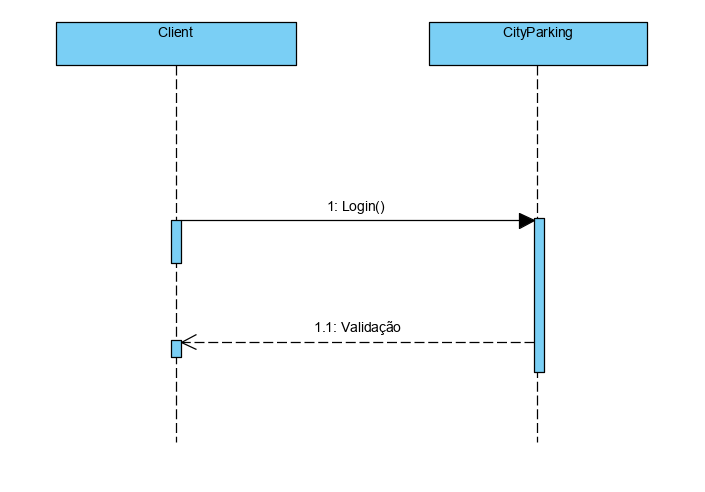 Client
CityParking
1: Login()
1.1: Validação